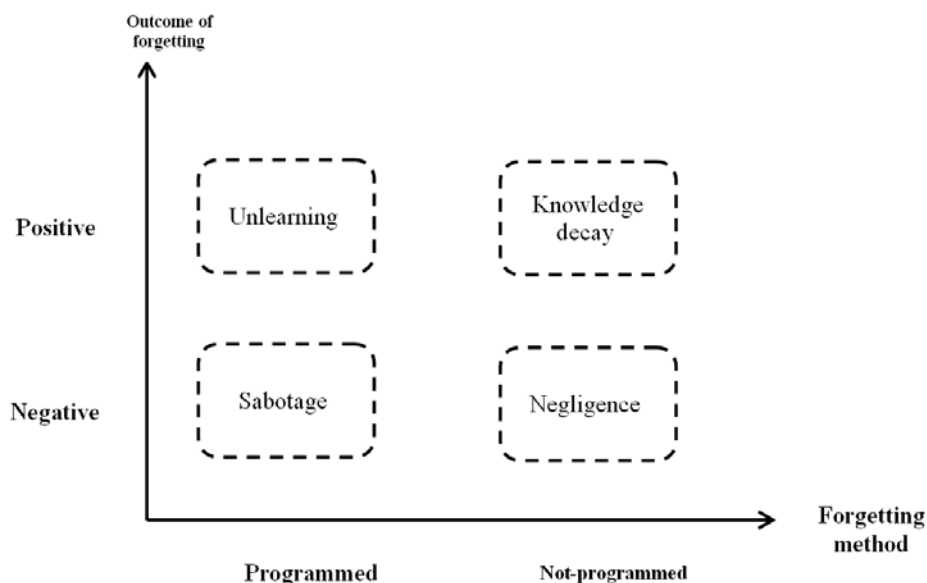 Outcome of
forgetting
Positive
Unlearning
Knowledge
decay
Negative
Sabotage
Negligence
Forgetting
method
Programmed
Not-programmed